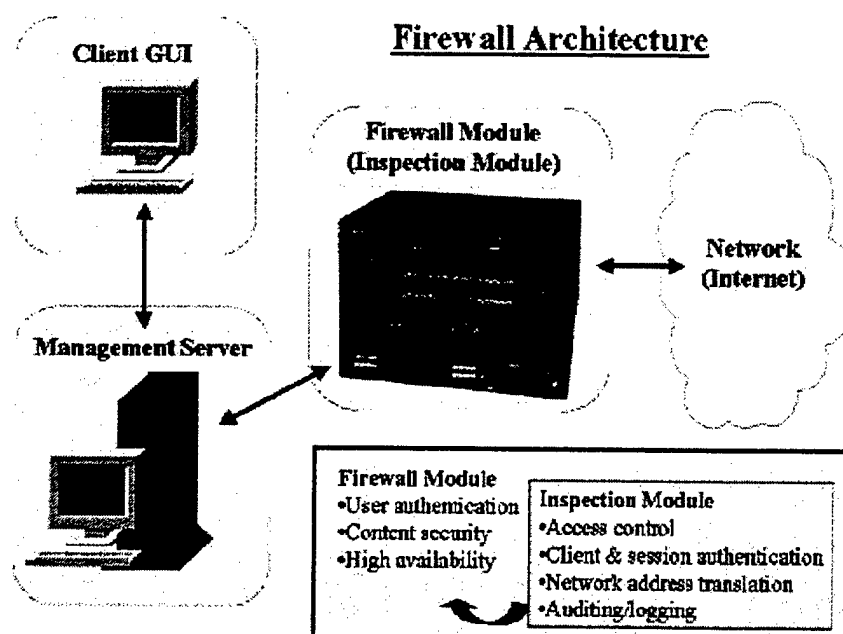 Firewall Architecture
Client GUI
Firewall Module
(Inspection Module)
Network
(Internet)
Management Server
Firewall Module
•User authentication
•Content security
•High availability
Inspection Module
•Access control
•Client & session authentication
•Network address translation
•Auditing/logging